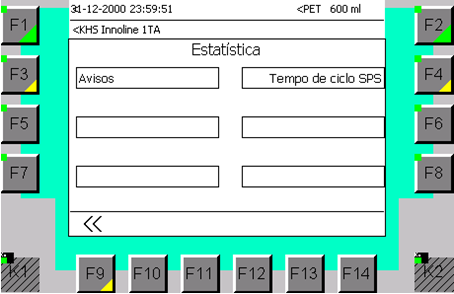 31-12-2000 23:59:51 <PET 600 ml
<KHS Innoline 1TA
Estatística
Avisos Tempo de ciclo SPS
<<
F1 F2
F3 F4
F5 F6
F7 F8
K1 F9 F10 F11 F12 F13 F14 K2